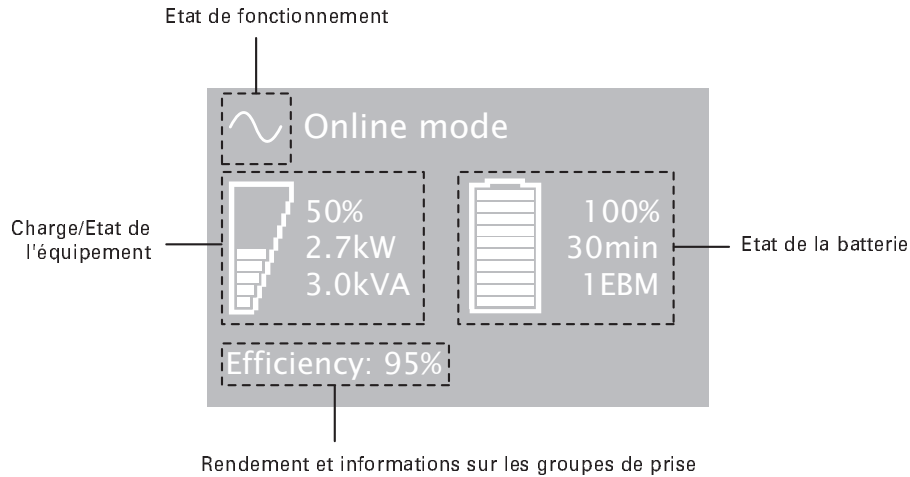 Etat de fonctionnement
Online mode
50%
2.7kW
3.0kVA
100%
30min
1EBM
Charge/Etat de
l'équipement
Etat de la batterie
Efficiency: 95%
Rendement et informations sur les groupes de prise